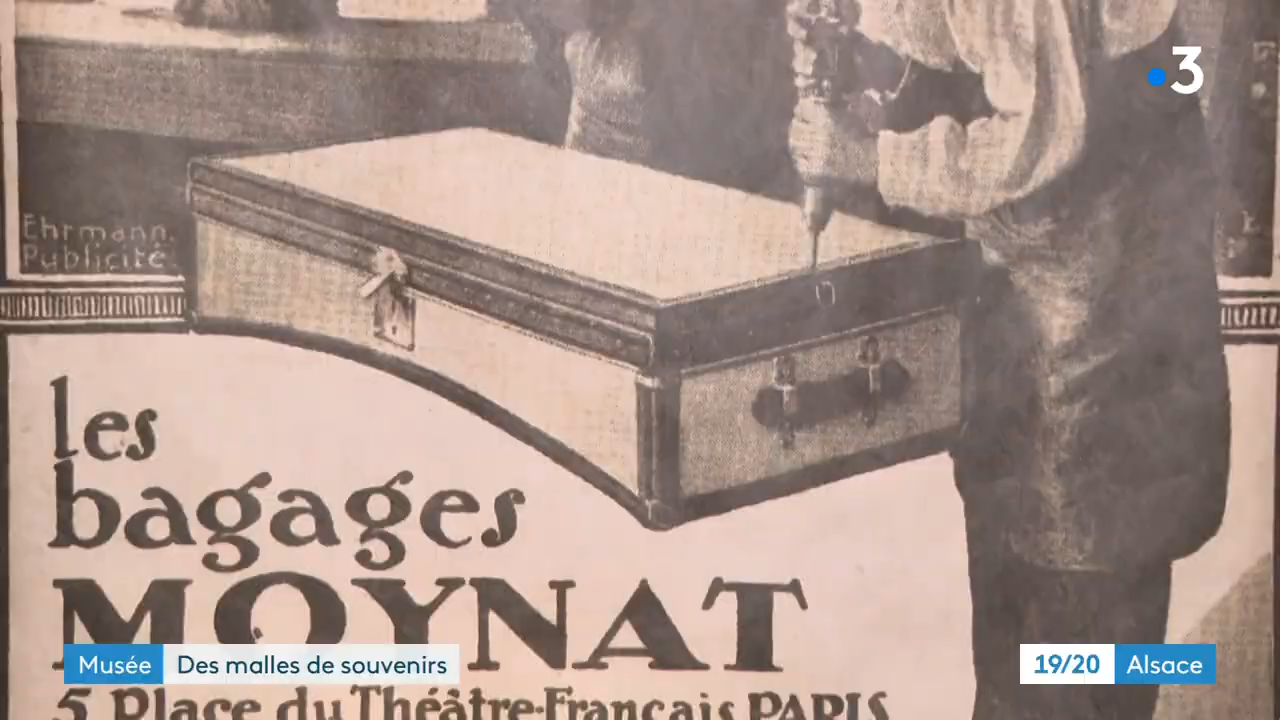 3
Ehrmann.
Publicité.
les
bagages
MOYNAT
Musée Des malles de souvenirs
19/20 Alsace
5 Place du Théâtre-Français PARIS